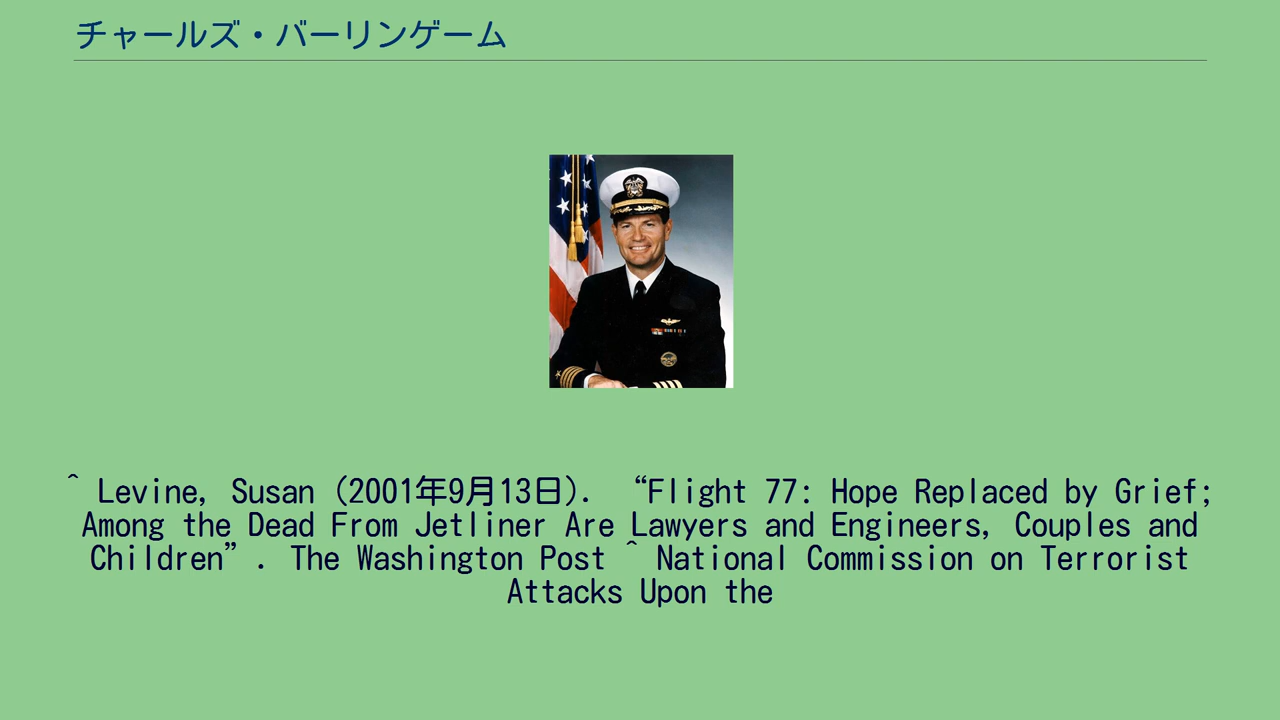 チャールズ・バーリンゲーム
^ Levine, Susan (2001年9月13日). “Flight 77: Hope Replaced by Grief;
Among the Dead From Jetliner Are Lawyers and Engineers, Couples and
Children”. The Washington Post ^ National Commission on Terrorist
Attacks Upon the